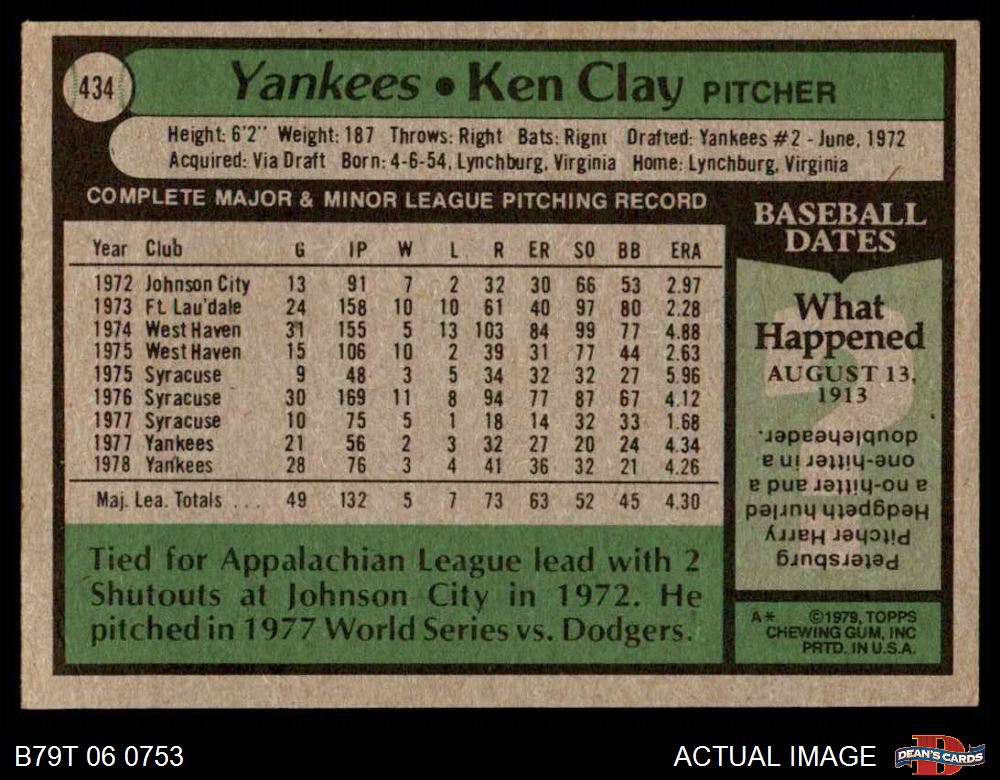 434
Yankees • Ken Clay PITCHER
Height: 6'2" Weight: 187 Throws: Right Bats: Right Drafted: Yankees #2 - June, 1972
Acquired: Via Draft Born: 4-6-54, Lynchburg, Virginia Home: Lynchburg, Virginia
COMPLETE MAJOR & MINOR LEAGUE PITCHING RECORD
Year Club G IP W L R ER SO BB ERA
1972 Johnson City 13 91 7 2 32 30 66 53 2.97
1973 Ft. Lau'dale 24 158 10 10 61 40 97 80 2.28
1974 West Haven 31 155 5 13 103 84 99 77 4.88
1975 West Haven 15 106 10 2 39 31 77 44 2.63
1975 Syracuse 9 48 3 5 34 32 32 27 5.96
1976 Syracuse 30 169 11 8 94 77 87 67 4.12
1977 Syracuse 10 75 5 1 18 14 32 33 1.68
1977 Yankees 21 56 2 3 32 27 20 24 4.34
1978 Yankees 28 76 3 4 41 36 32 21 4.26
Maj. Lea. Totals ... 49 132 5 7 73 63 52 45 4.30
Tied for Appalachian League lead with 2
Shutouts at Johnson City in 1972. He
pitched in 1977 World Series vs. Dodgers.
BASEBALL
DATES
What
Happened
AUGUST 13,
1913
Petersburg
Pitcher Harry
Hedgpeth hurled
a no-hitter and a
one-hitter in a
doubleheader.
A* ©1979, TOPPS
CHEWING GUM, INC
PRTD. IN U.S.A.
B79T 06 0753
ACTUAL IMAGE
DEAN'S CARDS